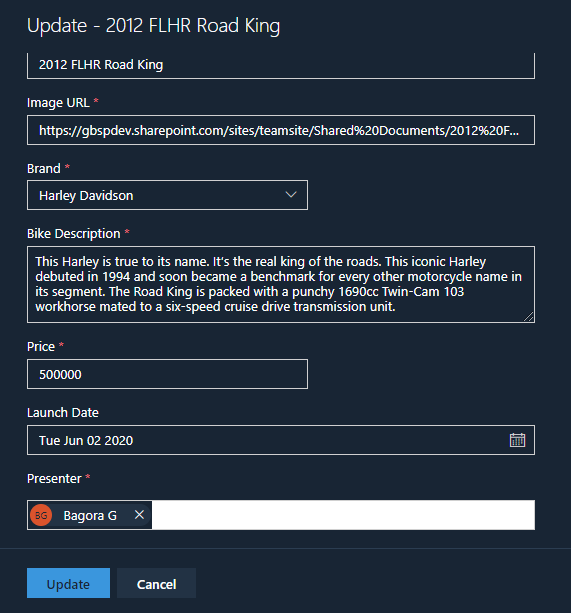 Update - 2012 FLHR Road King
2012 FLHR Road King
Image URL *
https://gbspdev.sharepoint.com/sites/teamsite/Shared%20Documents/2012%20F...
Brand *
Harley Davidson
Bike Description *
This Harley is true to its name. It's the real king of the roads. This iconic Harley
debuted in 1994 and soon became a benchmark for every other motorcycle name in
its segment. The Road King is packed with a punchy 1690cc Twin-Cam 103
workhorse mated to a six-speed cruise drive transmission unit.
Price *
500000
Launch Date
Tue Jun 02 2020
Presenter *
BG Bagora G
Update Cancel